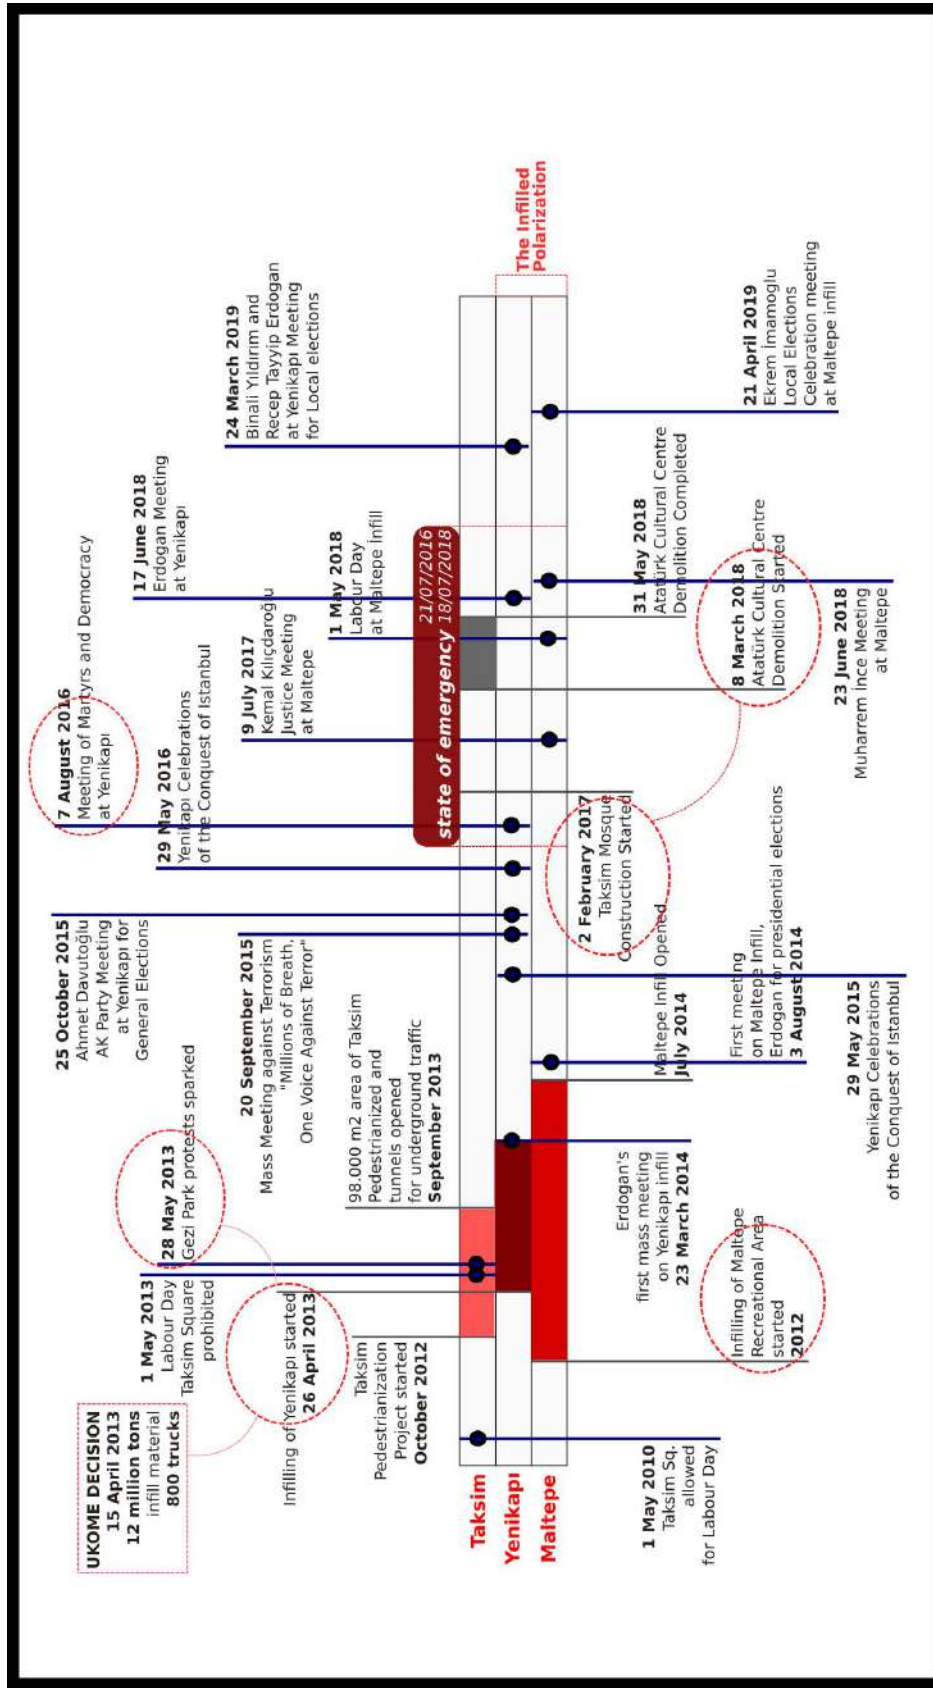 UKOME DECISION
15 April 2013
12 million tons
infill material
800 trucks
1 May 2013
Labour Day
Taksim Square
prohibited
28 May 2013
Gezi Park protests sparked
Infilling of Yenikapı started
26 April 2013
Taksim
Pedestrianization
Project started
October 2012
98.000 m2 area of Taksim
Pedestrianized and
tunnels opened
for underground traffic
September 2013
25 October 2015
Ahmet Davutoğlu
AK Party Meeting
at Yenikapı for
General Elections
20 September 2015
Mass Meeting against Terrorism
"Millions of Breath,
One Voice Against Terror"
7 August 2016
Meeting of Martyrs and Democracy
at Yenikapı
29 May 2016
Yenikapı Celebrations
of the Conquest of Istanbul
9 July 2017
Kemal Kılıçdaroğlu
Justice Meeting
at Maltepe
17 June 2018
Erdogan Meeting
at Yenikapı
1 May 2018
Labour Day
at Maltepe Infill
24 March 2019
Binali Yıldırım and
Recep Tayyip Erdogan
at Yenikapı Meeting
for Local elections
21/07/2016
state of emergency 18/07/2018
The Infilled
Polarization
Taksim
Yenikapı
Maltepe
1 May 2010
Taksim Sq.
allowed
for Labour Day
Infilling of Maltepe
Recreational Area
started
2012
Erdogan's
first mass meeting
on Yenikapı infill
23 March 2014
Maltepe Infill Opened
July 2014
First meeting
on Maltepe Infill,
Erdogan for presidential elections
3 August 2014
29 May 2015
Yenikapı Celebrations
of the Conquest of Istanbul
2 February 2017
Taksim Mosque
Construction Started
8 March 2018
Atatürk Cultural Centre
Demolition Started
31 May 2018
Atatürk Cultural Centre
Demolition Completed
23 June 2018
Muharrem İnce Meeting
at Maltepe
21 April 2019
Ekrem İmamoglu
Local Elections
Celebration meeting
at Maltepe infill